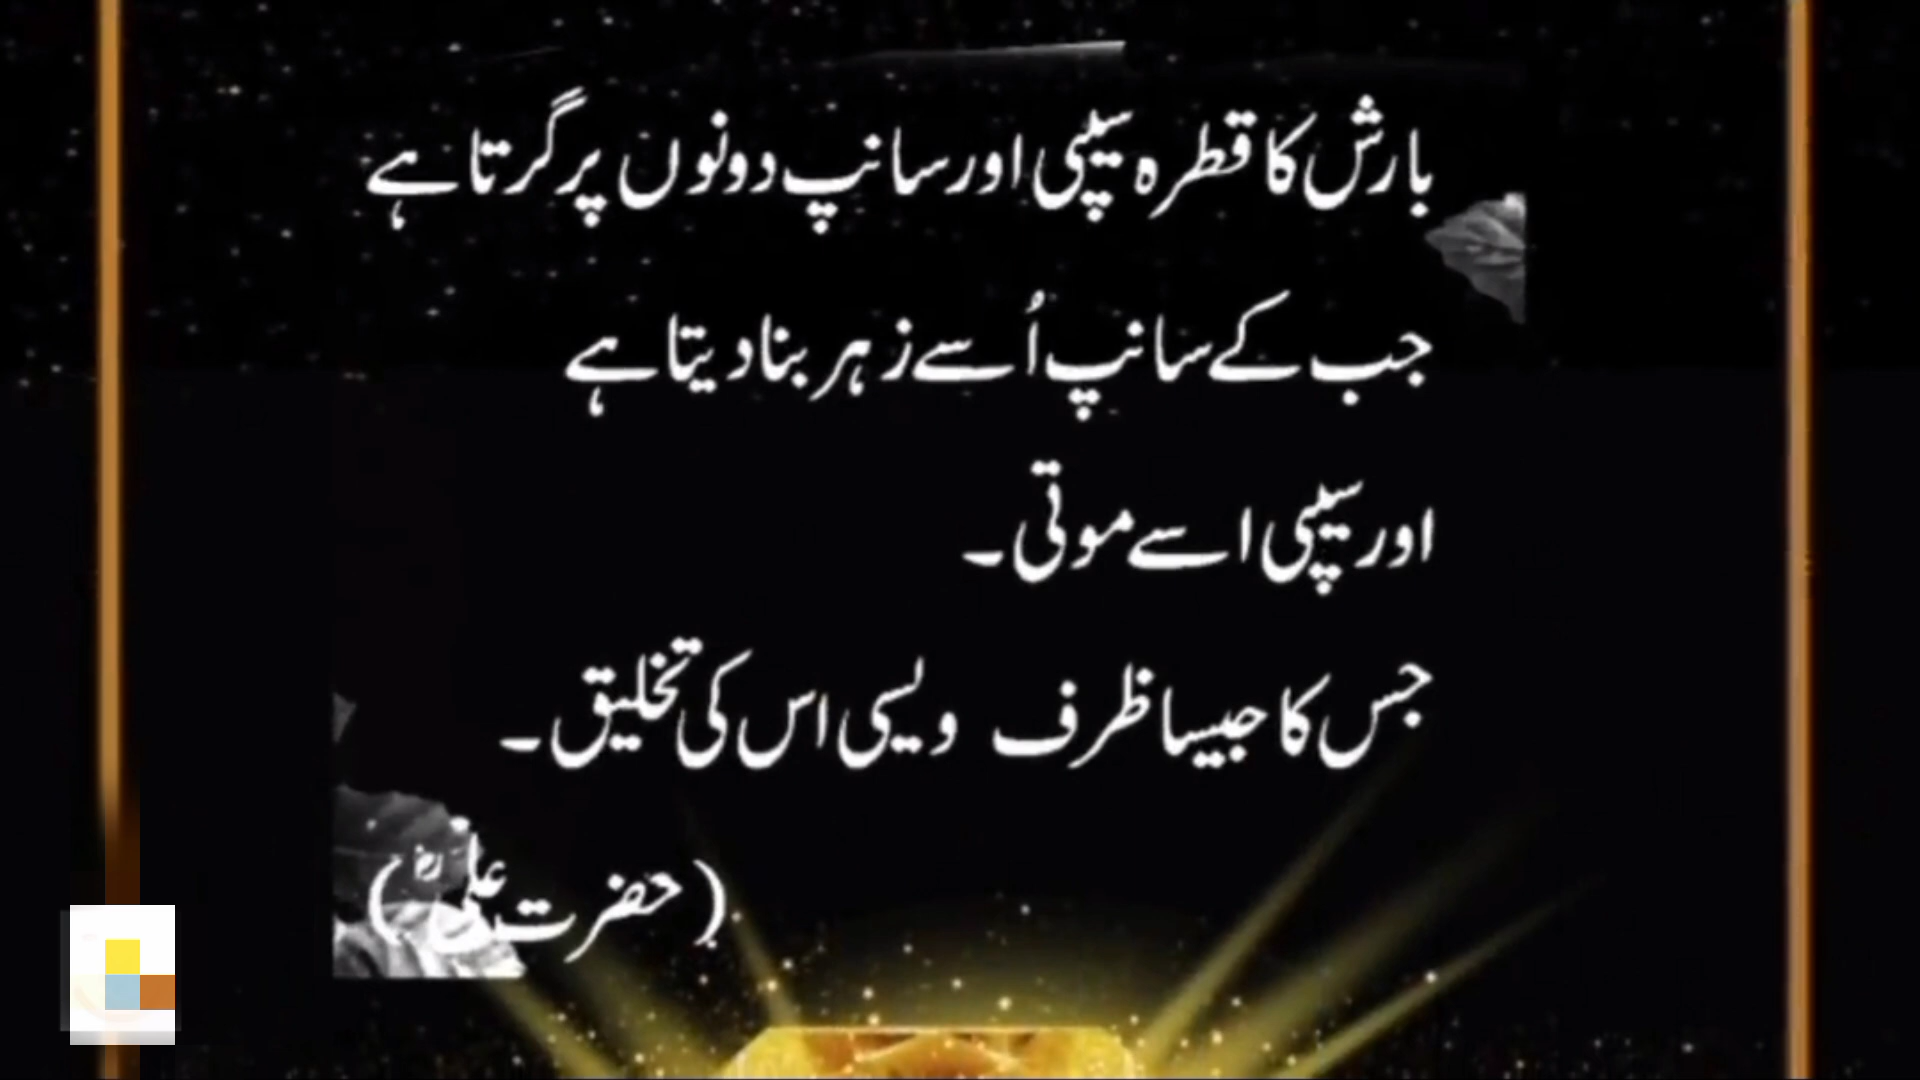 بارش کا قطرہ سیپی اور سانپ دونوں پر گرتا ہے
جب کے سانپ اُسے زہر بنا دیتا ہے
اور سیپی اسے موتی۔
جس کا جیسا ظرف ویسی اس کی تخلیق۔
(حضرت علیؓ)